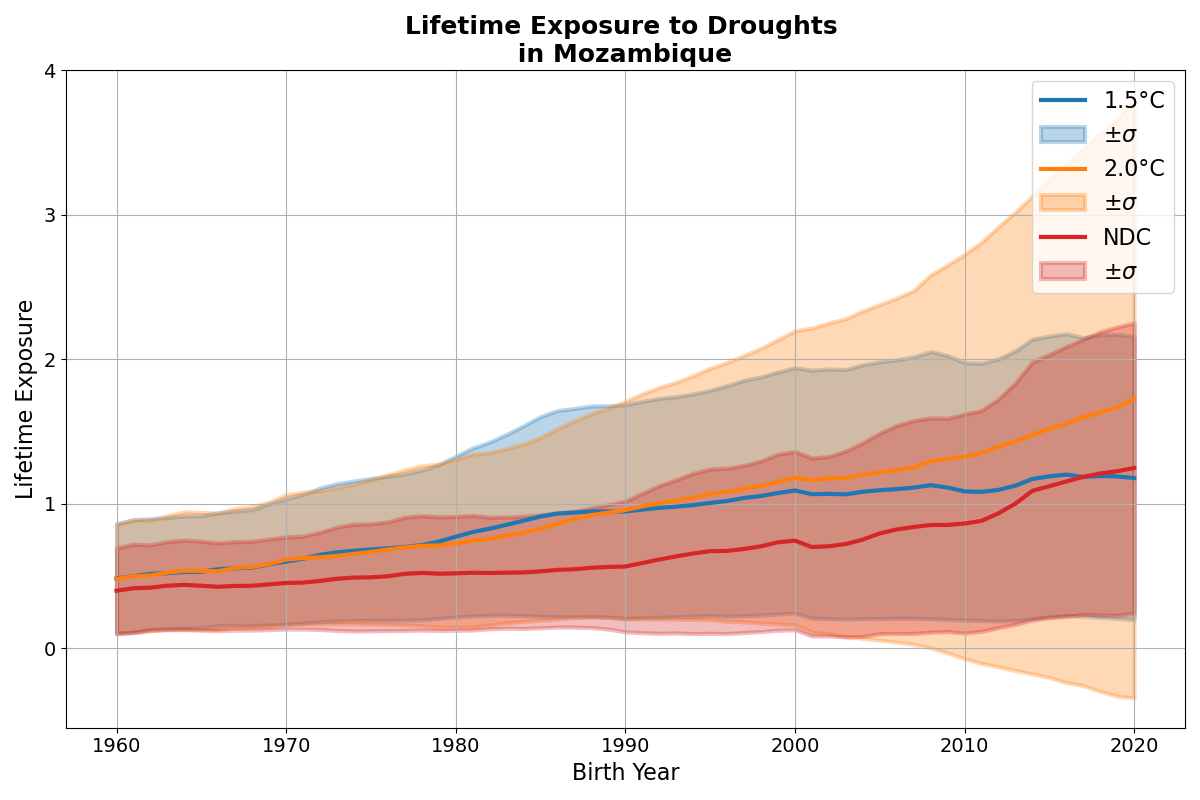 Lifetime Exposure to Droughts
in Mozambique
4
3
2
1
0
Lifetime Exposure
1960
1970
1980
1990
2000
2010
2020
Birth Year
1.5°C
±σ
2.0°C
±σ
NDC
±σ